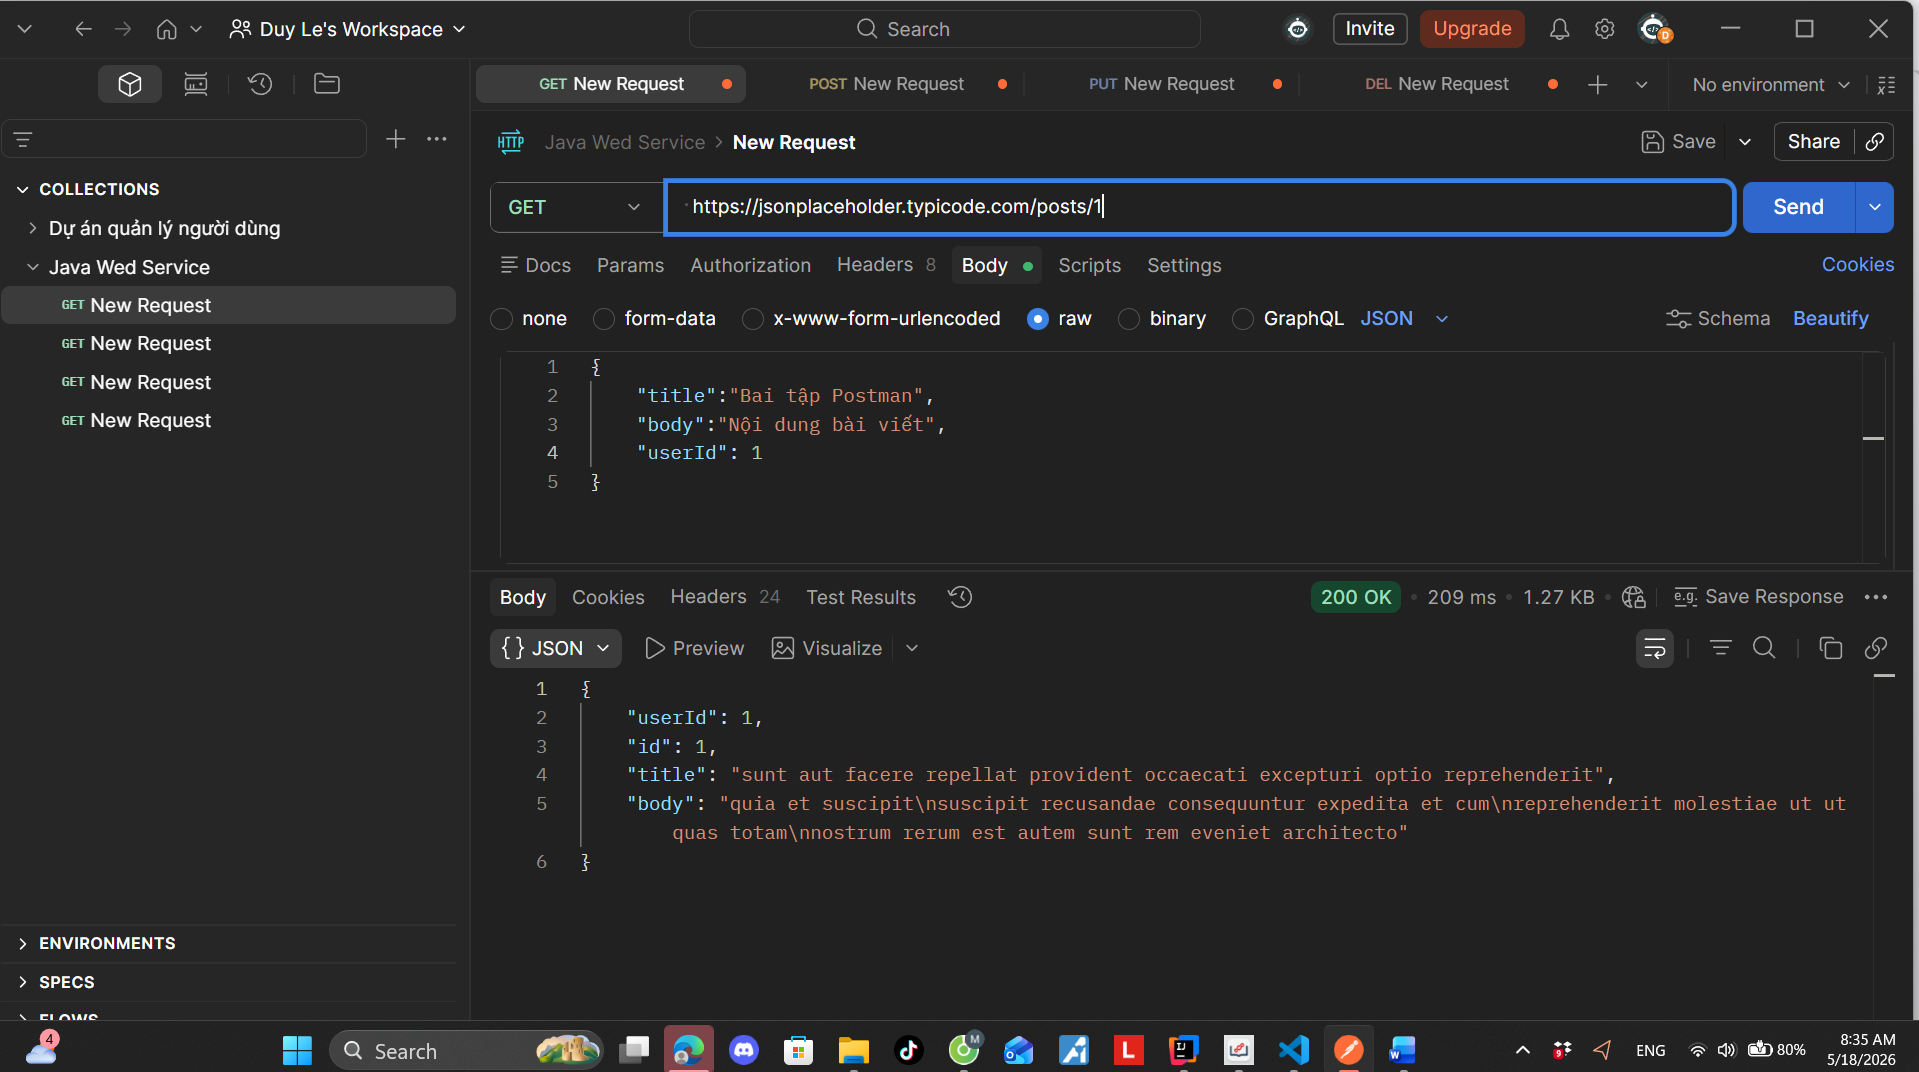 Duy Le's Workspace
Search
Invite
Upgrade
GET New Request
POST New Request
PUT New Request
DEL New Request
No environment
HTTP Java Wed Service > New Request
Save
Share
COLLECTIONS
Dự án quản lý người dùng
Java Wed Service
GET New Request
GET New Request
GET New Request
GET New Request
GET
https://jsonplaceholder.typicode.com/posts/1
Send
Docs Params Authorization Headers 8 Body Scripts Settings
Cookies
none form-data x-www-form-urlencoded raw binary GraphQL JSON
Schema Beautify
1 {
2 "title":"Bai tập Postman",
3 "body":"Nội dung bài viết",
4 "userId": 1
5 }
Body Cookies Headers 24 Test Results
200 OK • 209 ms • 1.27 KB
e.g. Save Response
{} JSON Preview Visualize
1 {
2 "userId": 1,
3 "id": 1,
4 "title": "sunt aut facere repellat provident occaecati excepturi optio reprehenderit",
5 "body": "quia et suscipit\nsuscipit recusandae consequuntur expedita et cum\nreprehenderit molestiae ut ut
quas totam\nnostrum rerum est autem sunt rem eveniet architecto"
6 }
ENVIRONMENTS
SPECS
FLOWS
4
Search
M
L
9
ENG
80%
8:35 AM
5/18/2026